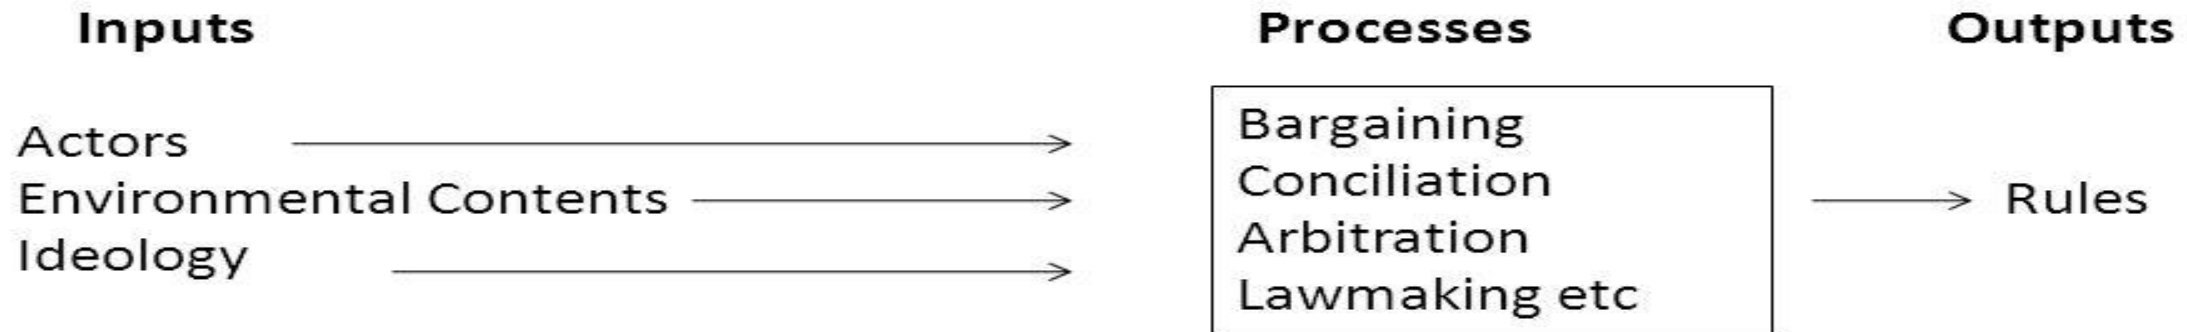 Inputs
Processes
Outputs
Actors
Environmental Contents
Ideology
Bargaining
Conciliation
Arbitration
Lawmaking etc
Rules